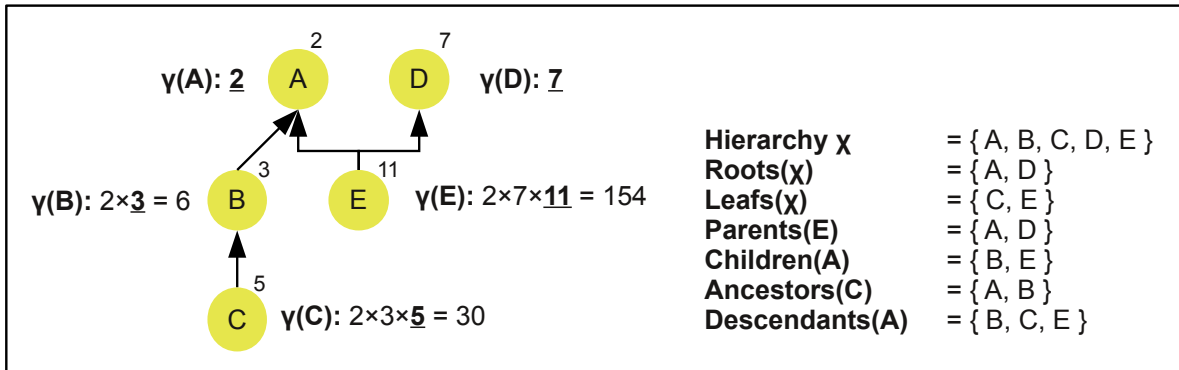 2
7
γ(A): 2
A
D
γ(D): 7
3
11
γ(B): 2×3 = 6
B
E
γ(E): 2×7×11 = 154
5
C
γ(C): 2×3×5 = 30
Hierarchy χ = { A, B, C, D, E }
Roots(χ) = { A, D }
Leafs(χ) = { C, E }
Parents(E) = { A, D }
Children(A) = { B, E }
Ancestors(C) = { A, B }
Descendants(A) = { B, C, E }